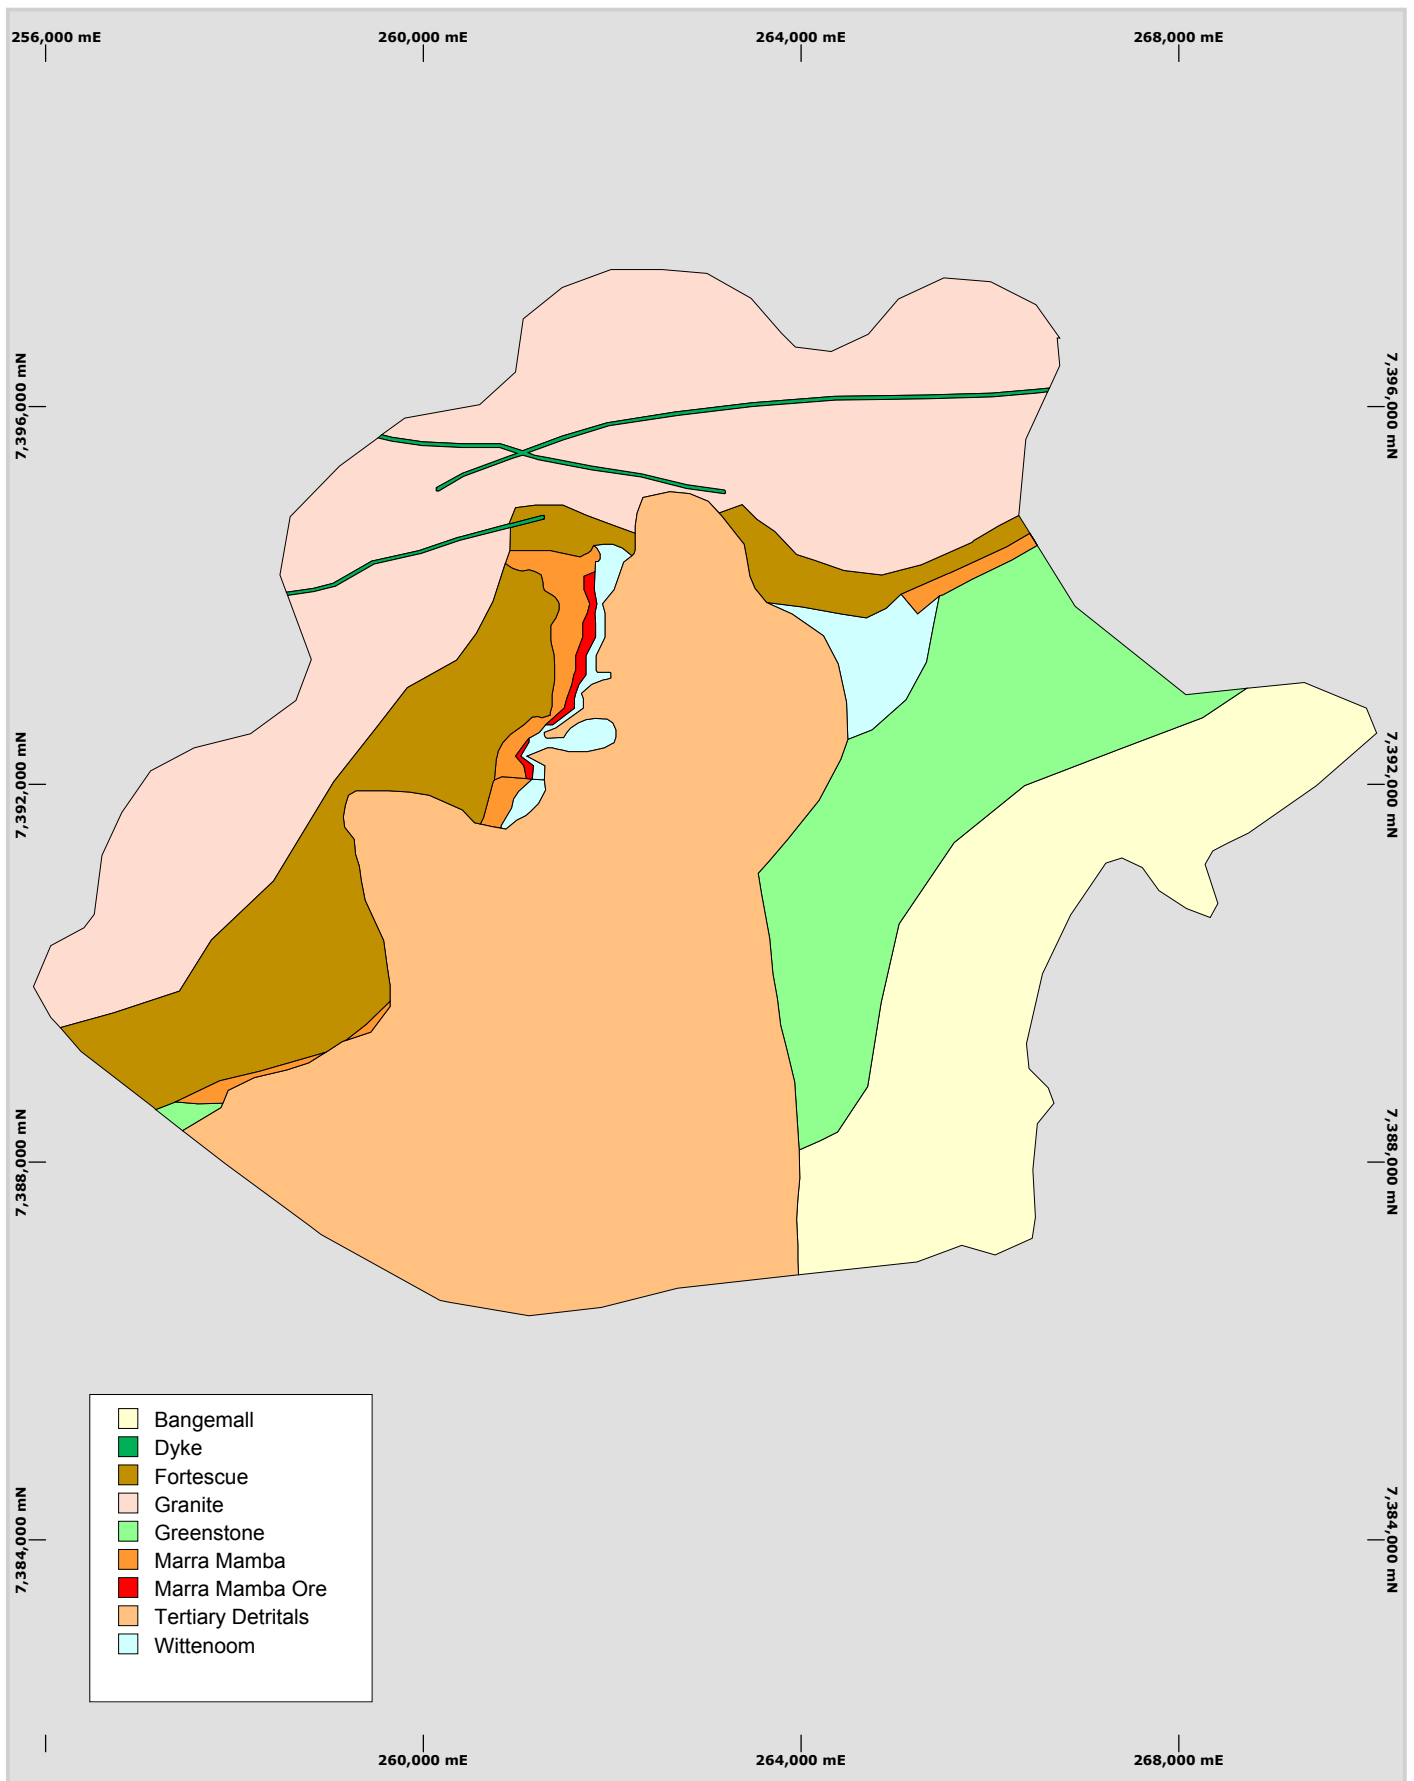 256,000 mE
260,000 mE
264,000 mE
268,000 mE
7,396,000 mN
7,396,000 mN
7,392,000 mN
7,392,000 mN
7,388,000 mN
7,388,000 mN
7,384,000 mN
7,384,000 mN
Bangemall
Dyke
Fortescue
Granite
Greenstone
Marra Mamba
Marra Mamba Ore
Tertiary Detritals
Wittenoom
260,000 mE
264,000 mE
268,000 mE